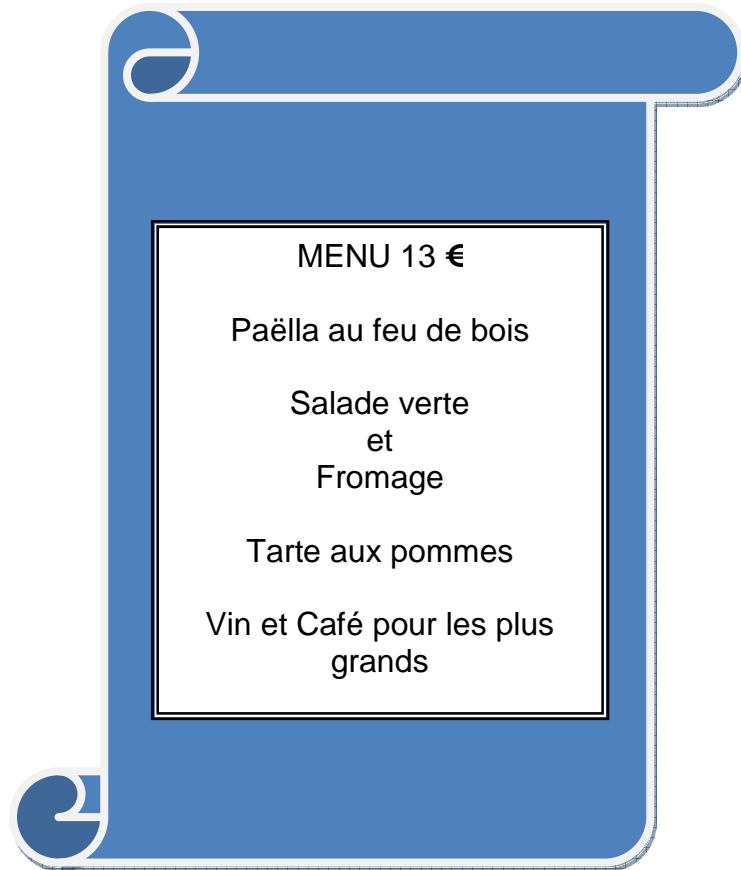 MENU 13 €
Paëlla au feu de bois
Salade verte
et
Fromage
Tarte aux pommes
Vin et Café pour les plus
grands